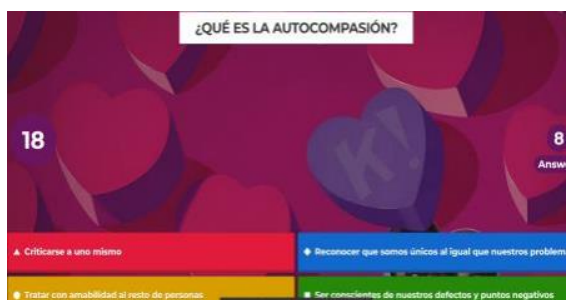 ¿QUÉ ES LA AUTOCOMPASIÓN?
18
8
Answ
K!
Criticarse a uno mismo
Reconocer que somos únicos al igual que nuestros problem
Tratar con amabilidad al resto de personas
Ser conscientes de nuestros defectos y puntos negativos